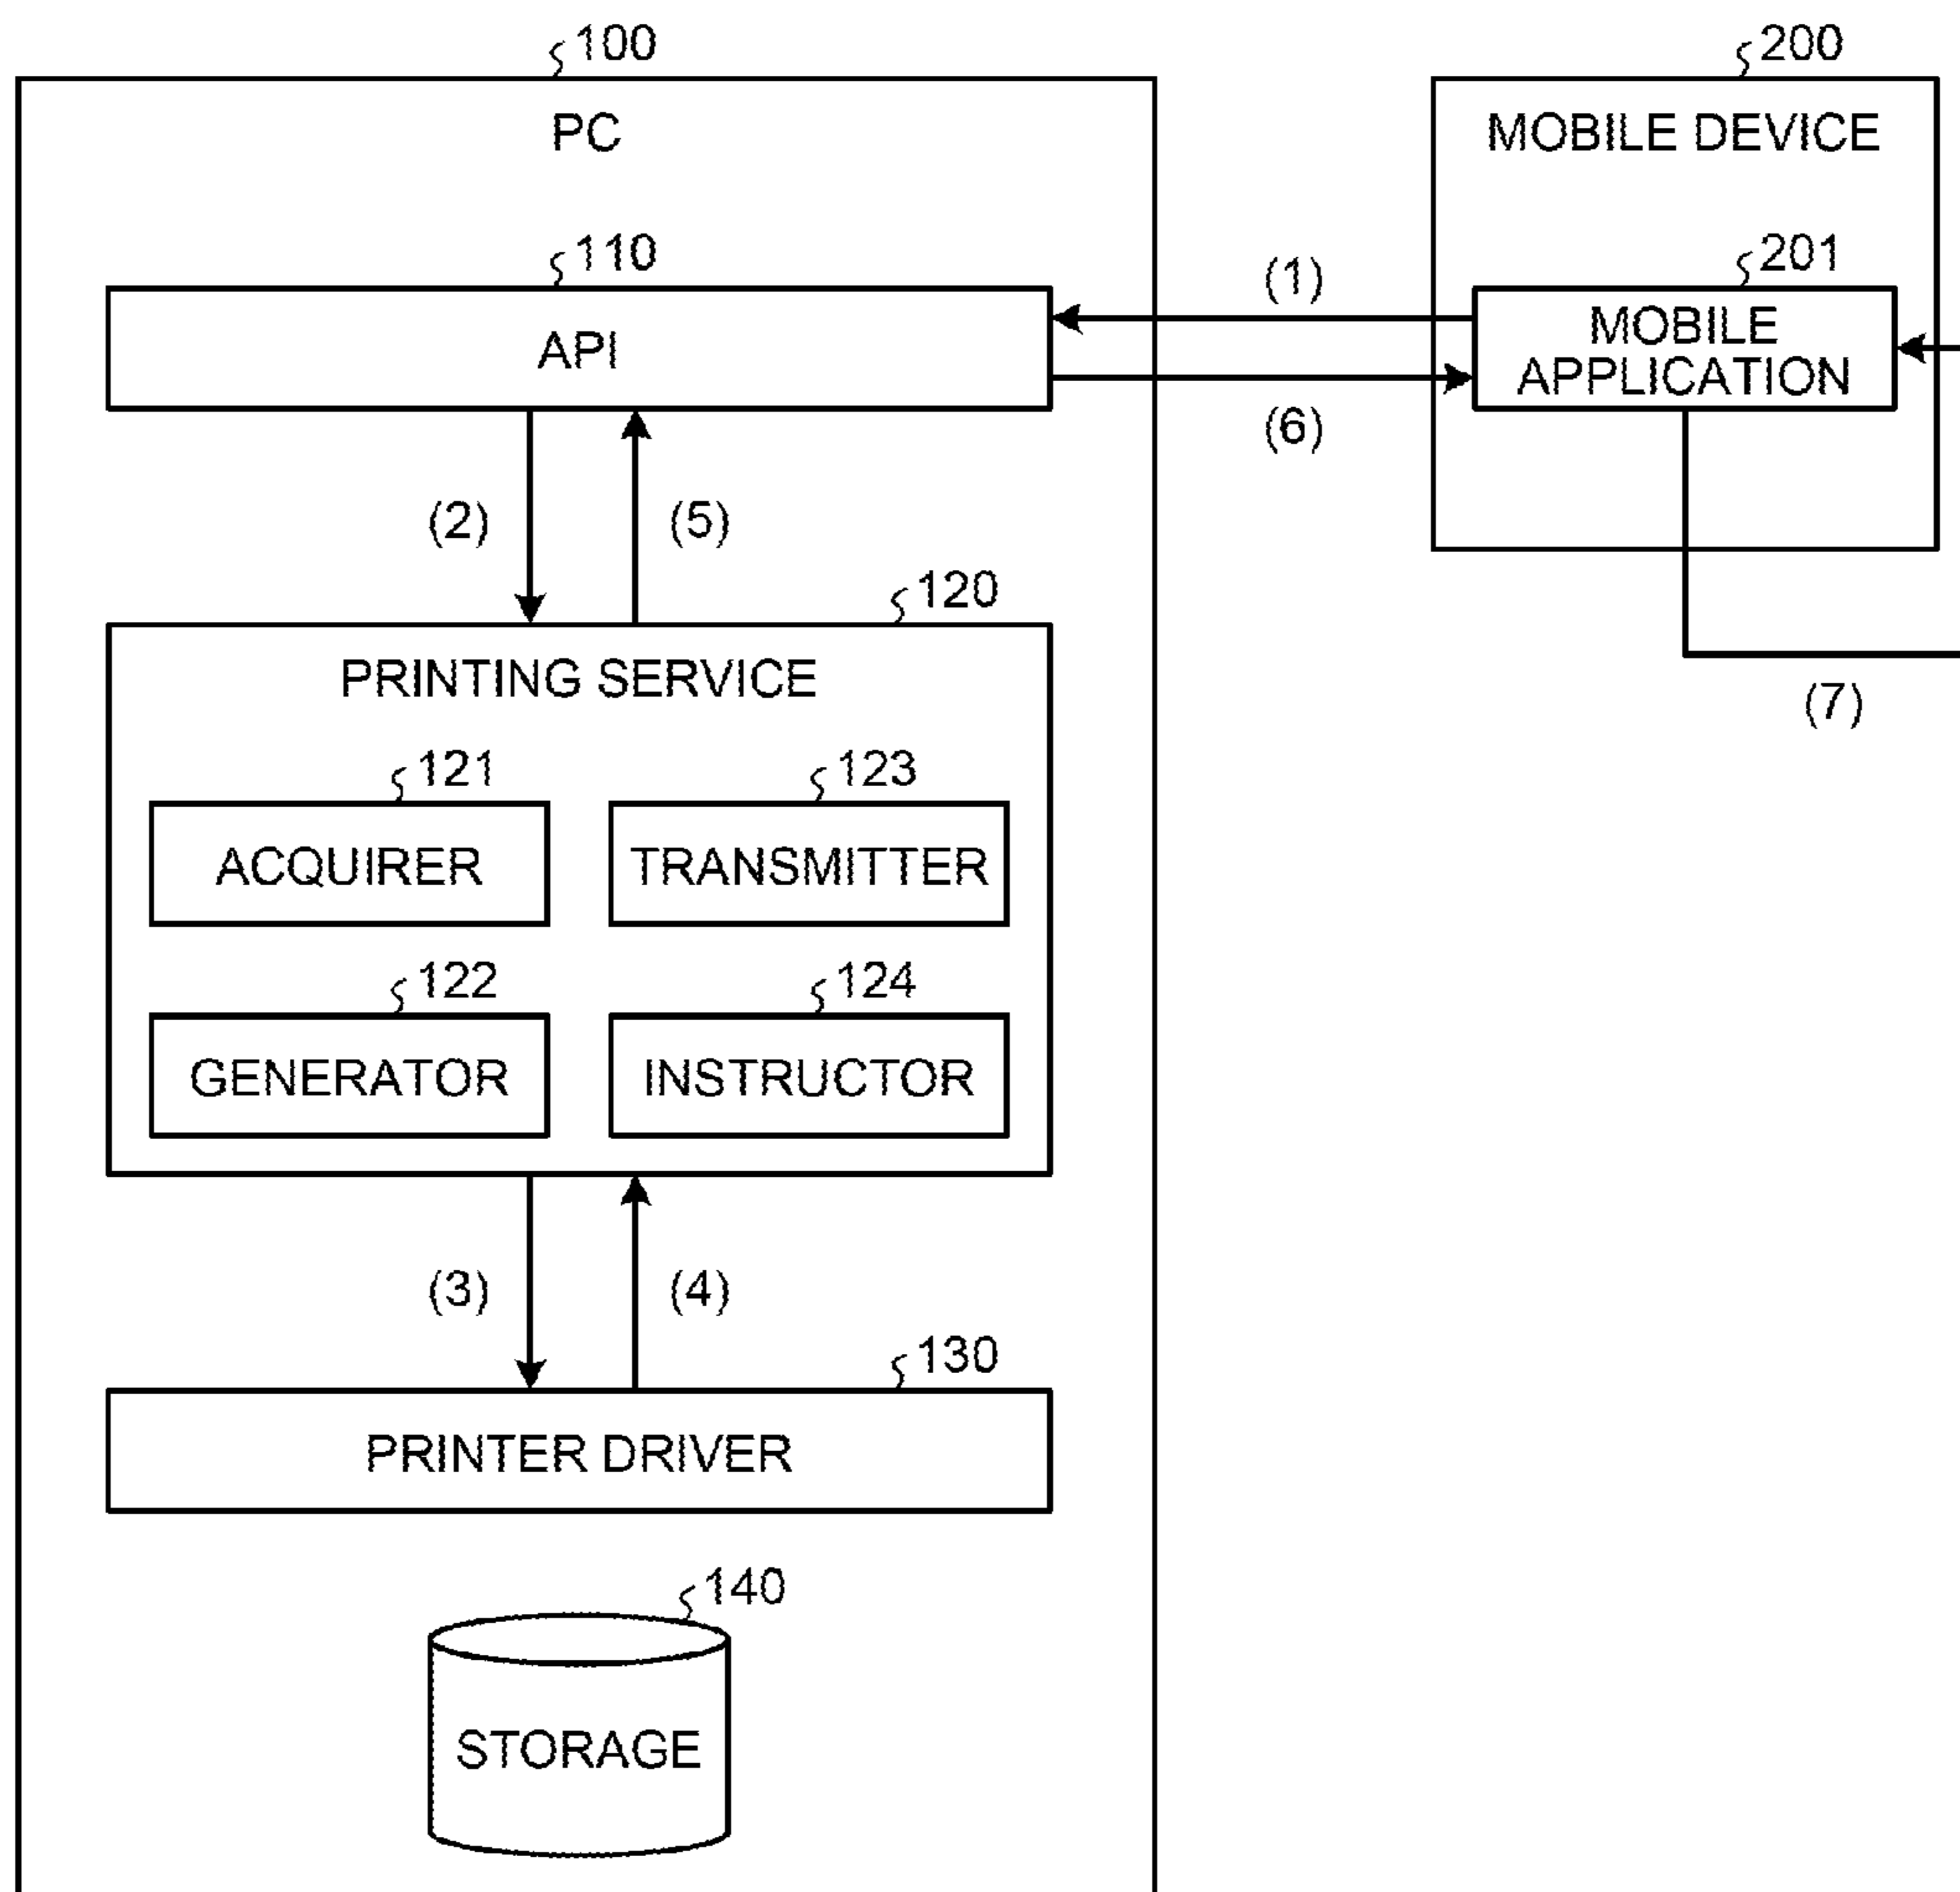 100
PC
200
MOBILE DEVICE
110
API
(1)
(6)
201
MOBILE
APPLICATION
(2)
(5)
(7)
120
PRINTING SERVICE
121
ACQUIRER
123
TRANSMITTER
122
GENERATOR
124
INSTRUCTOR
(3)
(4)
130
PRINTER DRIVER
140
STORAGE